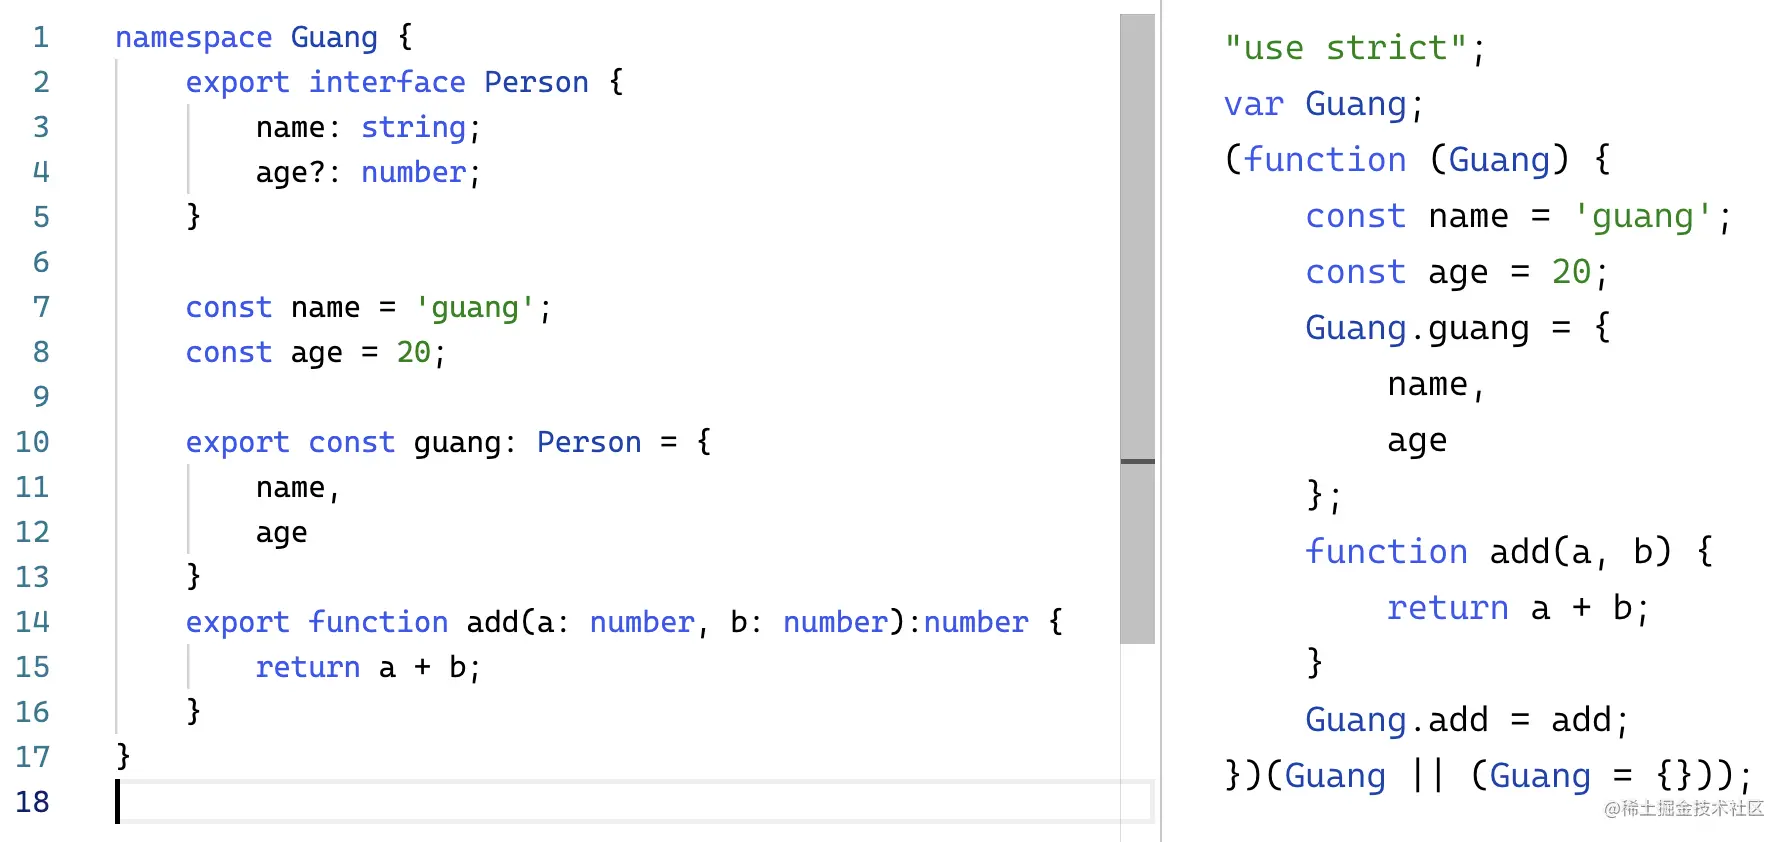 1 namespace Guang {
2 export interface Person {
3 name: string;
4 age?: number;
5 }
6
7 const name = 'guang';
8 const age = 20;
9
10 export const guang: Person = {
11 name,
12 age
13 }
14 export function add(a: number, b: number):number {
15 return a + b;
16 }
17 }
18
"use strict";
var Guang;
(function (Guang) {
const name = 'guang';
const age = 20;
Guang.guang = {
name,
age
};
function add(a, b) {
return a + b;
}
Guang.add = add;
})(Guang || (Guang = {}));
@稀土掘金技术社区